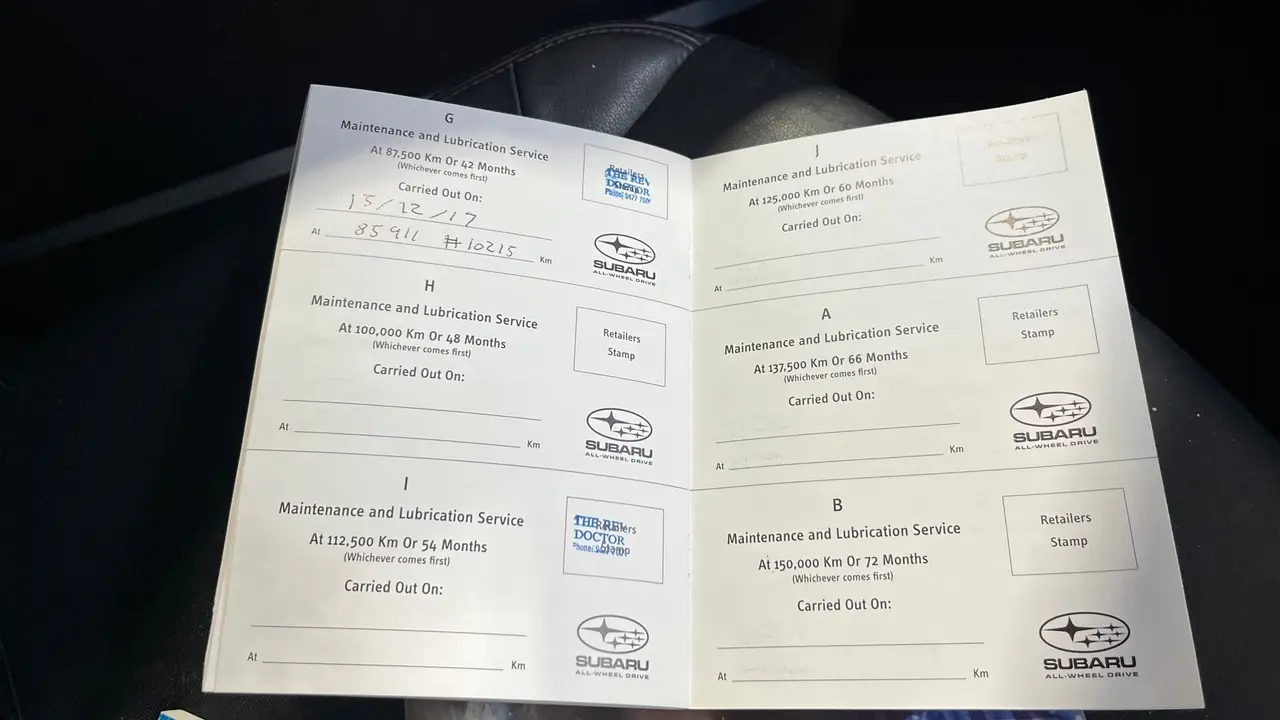 G
Maintenance and Lubrication Service
At 87,500 Km Or 42 Months
(Whichever comes first)
Carried Out On:
15/12/17
At 85911 #10215 Km
Retailers
THE REV
DOCTOR
Phone:
SUBARU
ALL-WHEEL DRIVE
H
Maintenance and Lubrication Service
At 100,000 Km Or 48 Months
(Whichever comes first)
Carried Out On:
At Km
Retailers
Stamp
SUBARU
ALL-WHEEL DRIVE
I
Maintenance and Lubrication Service
At 112,500 Km Or 54 Months
(Whichever comes first)
Carried Out On:
At Km
Retailers
Stamp
THE REV
DOCTOR
Phone:
SUBARU
ALL-WHEEL DRIVE
J
Maintenance and Lubrication Service
At 125,000 Km Or 60 Months
(Whichever comes first)
Carried Out On:
At Km
Stamp
SUBARU
ALL-WHEEL DRIVE
A
Maintenance and Lubrication Service
At 137,500 Km Or 66 Months
(Whichever comes first)
Carried Out On:
At Km
Retailers
Stamp
SUBARU
ALL-WHEEL DRIVE
B
Maintenance and Lubrication Service
At 150,000 Km Or 72 Months
(Whichever comes first)
Carried Out On:
At Km
Retailers
Stamp
SUBARU
ALL-WHEEL DRIVE